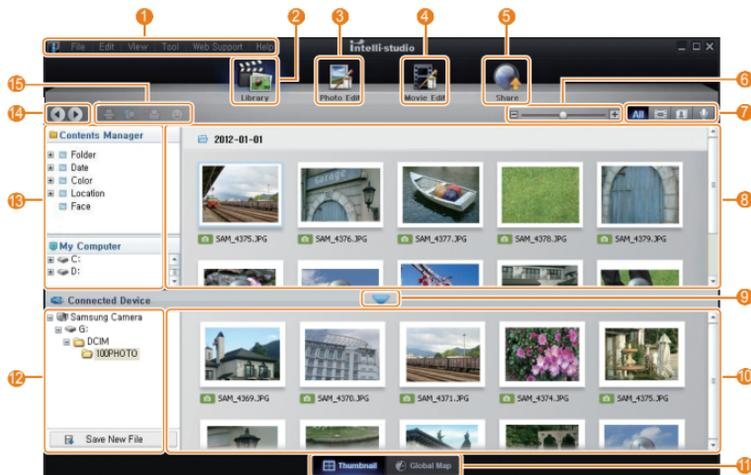 1
2
3
4
5
File Edit View Tool Web Support Help
Intelli-studio
15
Library
Photo Edit
Movie Edit
Share
6
14
All
7
Contents Manager
2012-01-01
Folder
Date
Color
Location
Face
13
8
SAM_4375.JPG
SAM_4376.JPG
SAM_4377.JPG
SAM_4378.JPG
SAM_4379.JPG
My Computer
C:
D:
Connected Device
9
Samsung Camera
G:
DCIM
100PHOTO
12
10
SAM_4369.JPG
SAM_4370.JPG
SAM_4371.JPG
SAM_4374.JPG
SAM_4375.JPG
Save New File
Thumbnail
Global Map
11